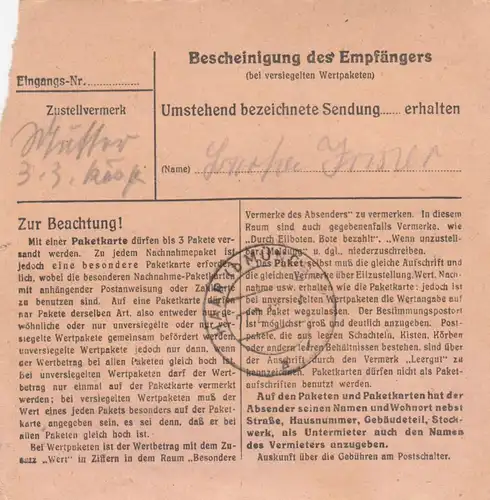 Bescheinigung des Empfängers
(bei versiegelten Wertpaketen)
Eingangs-Nr.
Zustellvermerk
Umstehend bezeichnete Sendung...... erhalten
Mutter
3. 3.
(Name)
Zur Beachtung!
Mit einer Paketkarte dürfen bis 3 Pakete ver-
sandt werden. Zu jedem Nachnahmepaket ist
jedoch eine besondere Paketkarte erforder-
lich, wobei die besonderen Nachnahme-Paketkarten
mit anhängender Postanweisung oder Zahlkarte
zu benutzen sind. Auf eine Paketkarte dürfen
nur Pakete derselben Art, also entweder nur ge-
wöhnliche oder nur unversiegelte oder nur ver-
siegelte Wertpakete gemeinsam befördert werden,
unversiegelte Wertpakete jedoch nur dann, wenn
der Wertbetrag bei allen Paketen gleich hoch ist
Bei unversiegelten Wertpaketen darf der Wert-
betrag nur einmal auf der Paketkarte vermerkt
werden; bei versiegelten Wertpaketen muß der
Wert eines jeden Pakets besonders auf der Paket-
karte angegeben sein, es sei denn, daß er bei
allen Paketen gleich hoch ist.
Bei Wertpaketen ist der Wertbetrag mit dem Zu-
satz „Wert" in Ziffern in dem Raum „Besondere
Vermerke des Absenders" zu vermerken. In diesem
Raum sind auch gegebenenfalls Vermerke, wie
„Durch Eilboten, Bote bezahlt", „Wenn unzustell-
bar Meldung" u. dgl., niederzuschreiben.
Das Paket selbst muß die gleiche Aufschrift und
die gleichen Vermerke über Eilzustellung, Wert, Nach-
nahme usw. erhalten wie die Paketkarte; jedoch ist
bei unversiegelten Wertpaketen die Wertangabe auf
dem Paket wegzulassen. Der Bestimmungspostort
ist möglichst groß und deutlich anzugeben. Post-
pakete, die aus leeren Schachteln, Kisten, Körben
oder anderen leeren Behältnissen bestehen, sind über
der Aufschrift durch den Vermerk „Leergut" zu
kennzeichnen. Paketkarten dürfen nicht als Paket-
aufschriften benutzt werden.
Auf den Paketen und Paketkarten hat der
Absender seinen Namen und Wohnort nebst
Straße, Hausnummer, Gebäudeteil, Stock-
werk, als Untermieter auch den Namen
des Vermieters anzugeben.
Auskunft über die Gebühren am Postschalter.